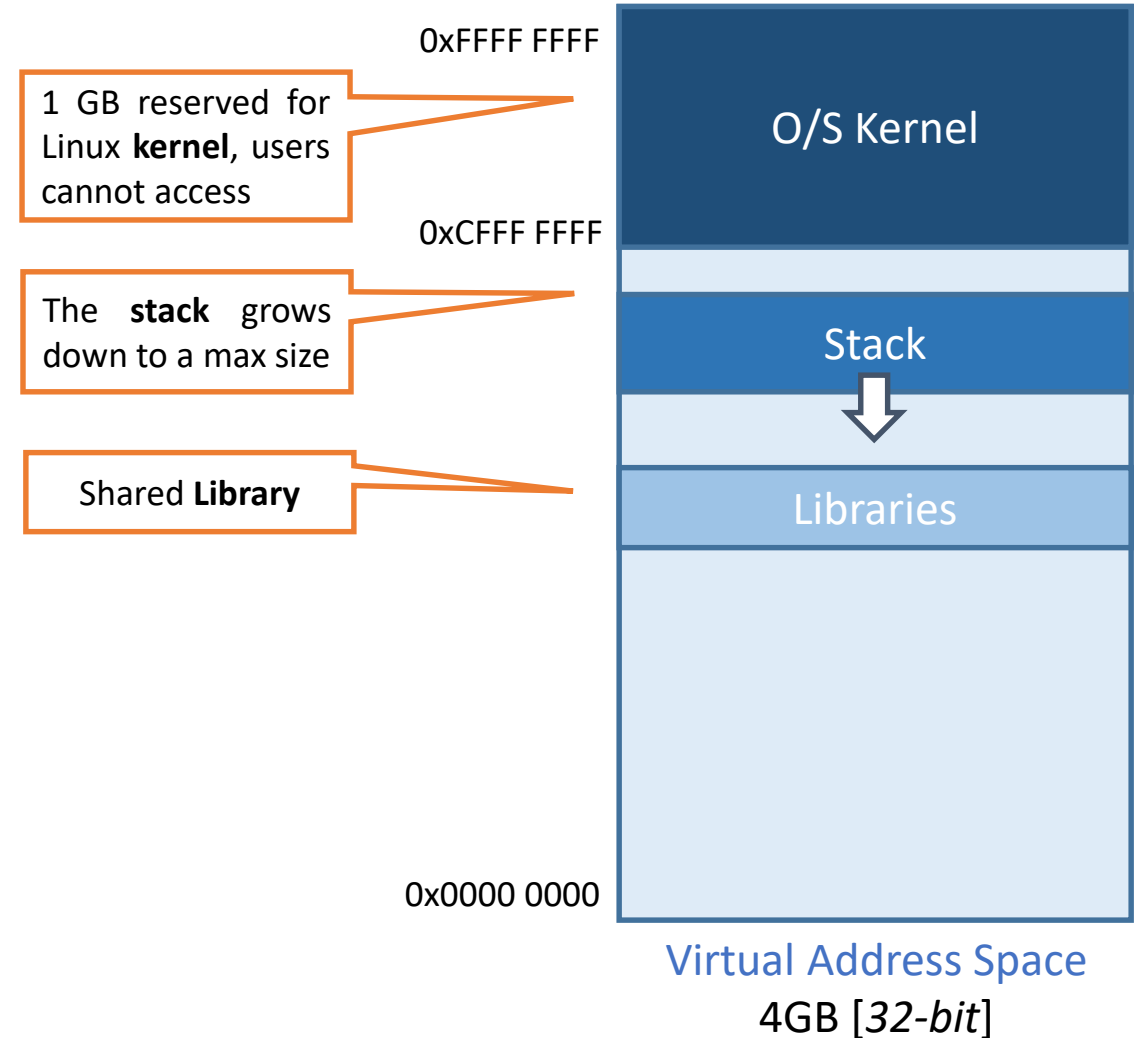 0xFFFF FFFF
1 GB reserved for
Linux kernel, users
cannot access
O/S Kernel
0xCFFF FFFF
The stack grows
down to a max size
Stack
Shared Library
Libraries
0x0000 0000
Virtual Address Space
4GB [32-bit]